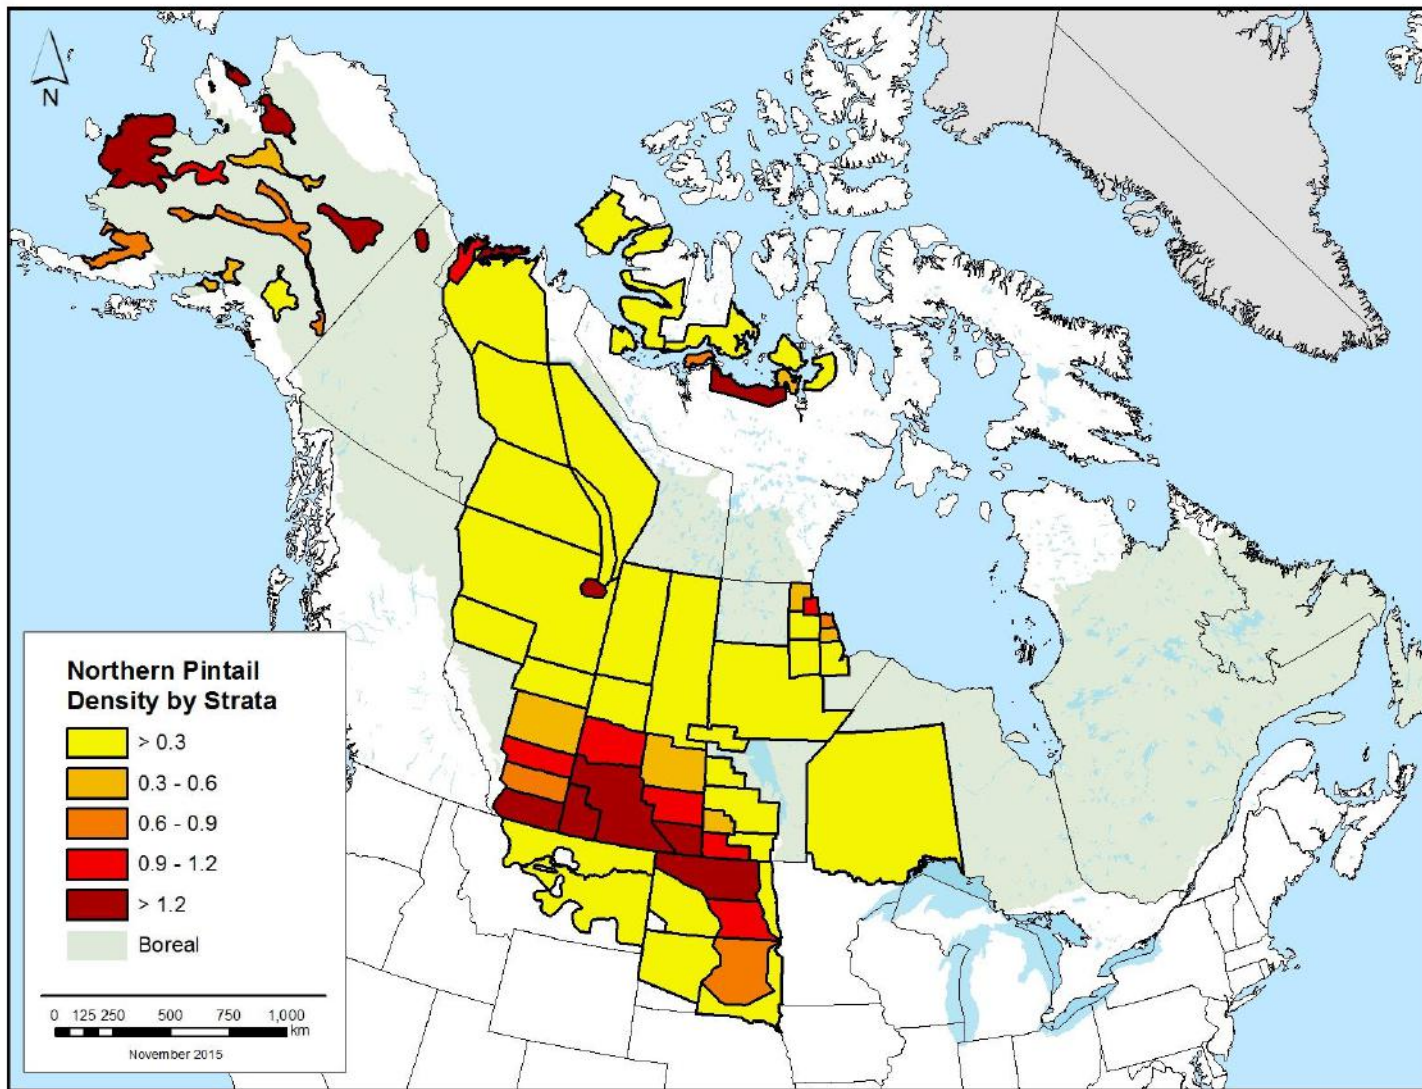 N
Northern Pintail
Density by Strata
> 0.3
0.3 - 0.6
0.6 - 0.9
0.9 - 1.2
> 1.2
Boreal
0 125 250 500 750 1,000
km
November 2015